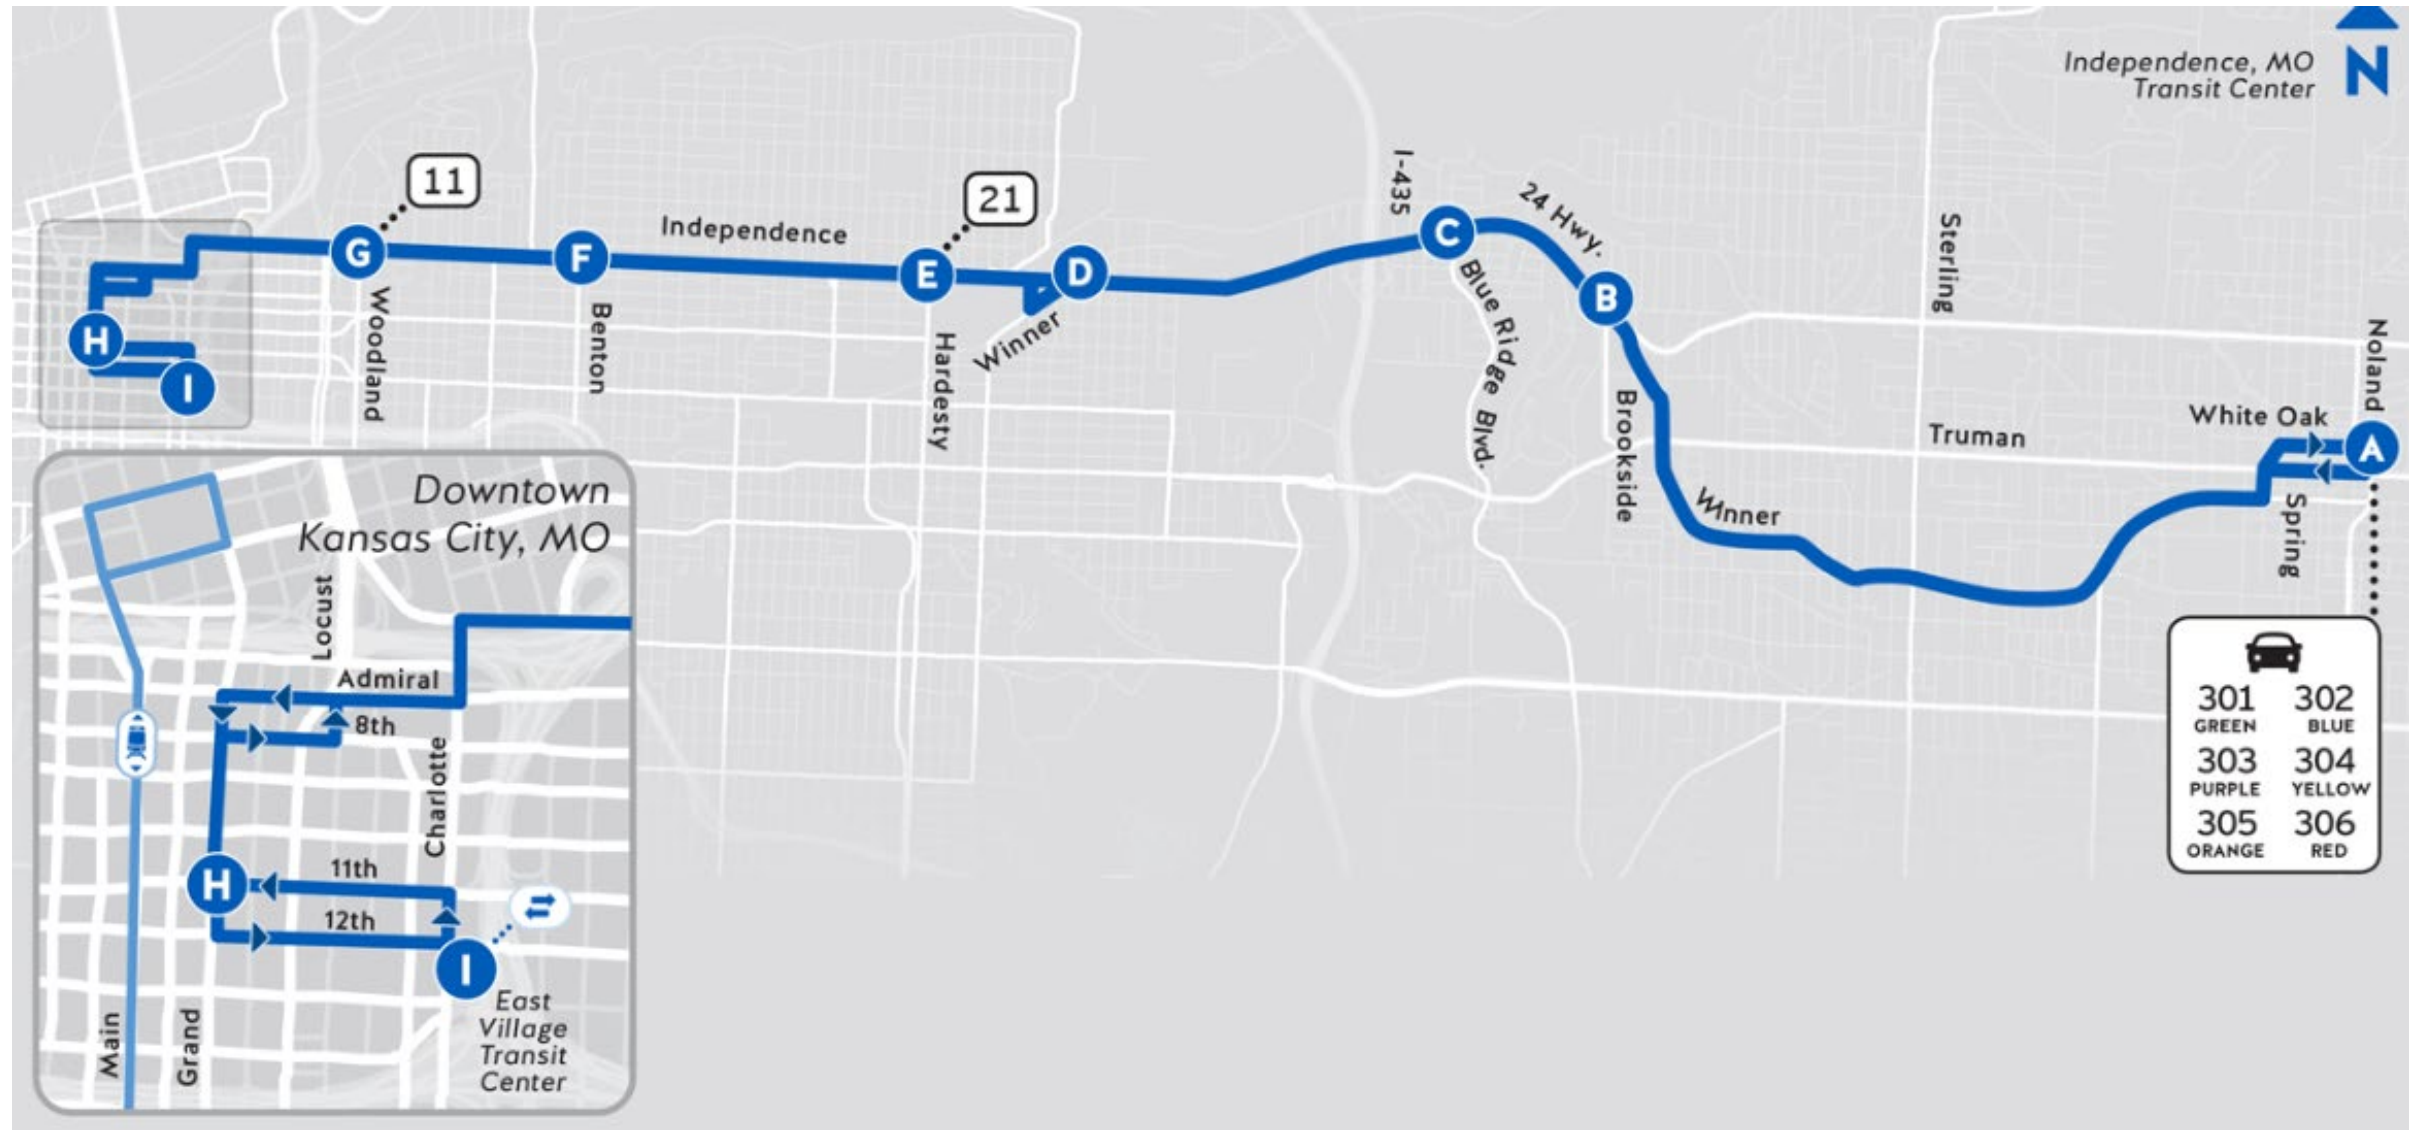 Independence, MO
Transit Center
N
11
21
I-435
24 Hwy.
Independence
G
F
E
D
C
B
H
I
A
Woodland
Benton
Hardesty
Winner
Blue Ridge Blvd.
Brookside
Sterling
Noland
White Oak
Truman
Winner
Spring
Downtown
Kansas City, MO
Locust
Admiral
8th
Charlotte
11th
H
12th
I
East
Village
Transit
Center
Main
Grand
301 302
GREEN BLUE
303 304
PURPLE YELLOW
305 306
ORANGE RED